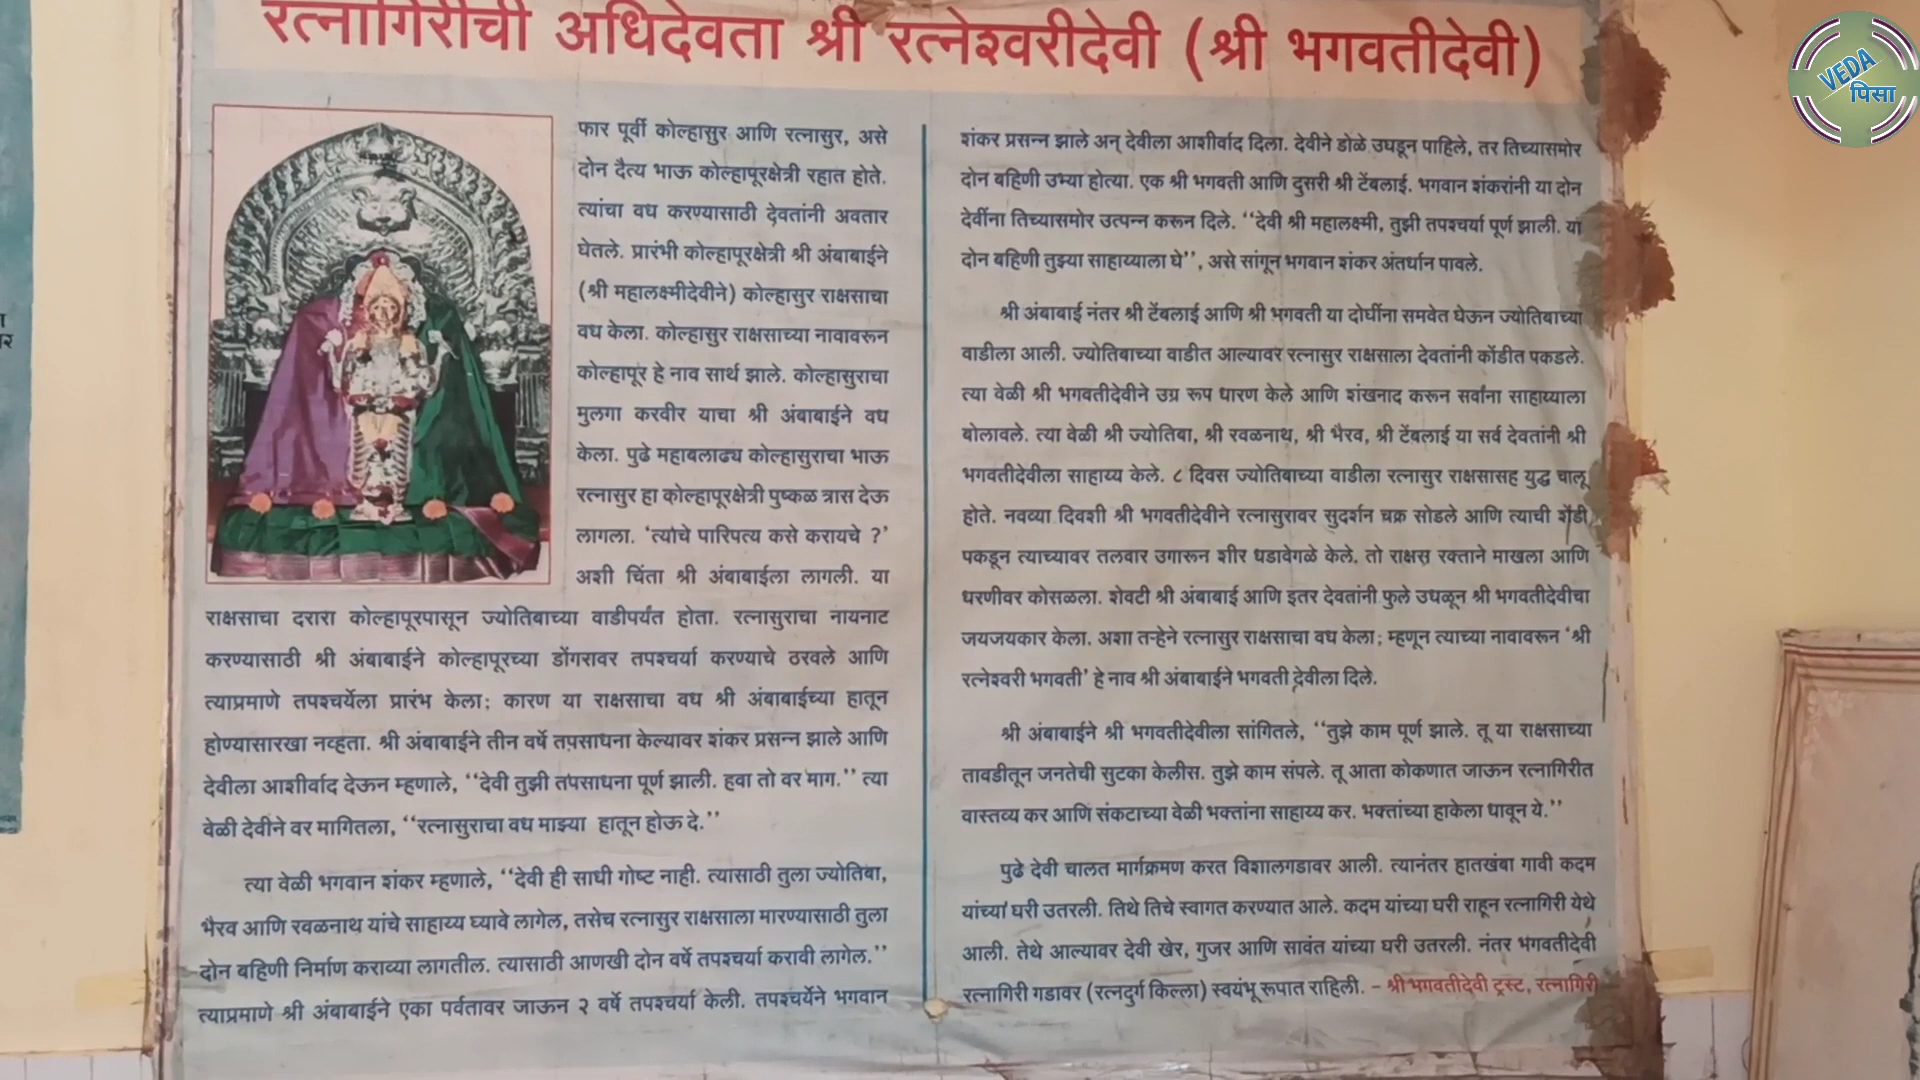 रत्नागिरीची अधिदेवता श्री रत्नेश्वरीदेवी (श्री भगवतीदेवी)
VEDA
पिसा
फार पूर्वी कोल्हासुर आणि रत्नासुर, असे
दोन दैत्य भाऊ कोल्हापूरक्षेत्री रहात होते.
त्यांचा वध करण्यासाठी देवतांनी अवतार
घेतले. प्रारंभी कोल्हापूरक्षेत्री श्री अंबाबाईने
(श्री महालक्ष्मीदेवीने) कोल्हासुर राक्षसाचा
वध केला. कोल्हासुर राक्षसाच्या नावावरून
कोल्हापूर हे नाव सार्थ झाले. कोल्हासुराचा
मुलगा करवीर याचा श्री अंबाबाईने वध
केला. पुढे महाबलाढ्य कोल्हासुराचा भाऊ
रत्नासुर हा कोल्हापूरक्षेत्री पुष्कळ त्रास देऊ
लागला. ‘त्यांचे पारिपत्य कसे करायचे ?’
अशी चिंता श्री अंबाबाईला लागली. या
राक्षसाचा दरारा कोल्हापूरपासून ज्योतिबाच्या वाडीपर्यंत होता. रत्नासुराचा नायनाट
करण्यासाठी श्री अंबाबाईने कोल्हापूरच्या डोंगरावर तपश्चर्या करण्याचे ठरवले आणि
त्याप्रमाणे तपश्चर्येला प्रारंभ केला; कारण या राक्षसाचा वध श्री अंबाबाईच्या हातून
होण्यासारखा नव्हता. श्री अंबाबाईने तीन वर्षे तपसाधना केल्यावर शंकर प्रसन्न झाले आणि
देवीला आशीर्वाद देऊन म्हणाले, ‘‘देवी तुझी तपसाधना पूर्ण झाली. हवा तो वर माग.’’ त्या
वेळी देवीने वर मागितला, ‘‘रत्नासुराचा वध माझ्या हातून होऊ दे.’’
त्या वेळी भगवान शंकर म्हणाले, ‘‘देवी ही साधी गोष्ट नाही. त्यासाठी तुला ज्योतिबा,
भैरव आणि रवळनाथ यांचे साहाय्य घ्यावे लागेल, तसेच रत्नासुर राक्षसाला मारण्यासाठी तुला
दोन बहिणी निर्माण कराव्या लागतील. त्यासाठी आणखी दोन वर्षे तपश्चर्या करावी लागेल.’’
त्याप्रमाणे श्री अंबाबाईने एका पर्वतावर जाऊन २ वर्षे तपश्चर्या केली. तपश्चर्येने भगवान
शंकर प्रसन्न झाले अन् देवीला आशीर्वाद दिला. देवीने डोळे उघडून पाहिले, तर तिच्यासमोर
दोन बहिणी उभ्या होत्या. एक श्री भगवती आणि दुसरी श्री टेंबलाई. भगवान शंकरांनी या दोन
देवींना तिच्यासमोर उत्पन्न करून दिले. ‘‘देवी श्री महालक्ष्मी, तुझी तपश्चर्या पूर्ण झाली. या
दोन बहिणी तुझ्या साहाय्याला घे’’, असे सांगून भगवान शंकर अंतर्धान पावले.
श्री अंबाबाई नंतर श्री टेंबलाई आणि श्री भगवती या दोघींना समवेत घेऊन ज्योतिबाच्या
वाडीला आली. ज्योतिबाच्या वाडीत आल्यावर रत्नासुर राक्षसाला देवतांनी कोंडीत पकडले.
त्या वेळी श्री भगवतीदेवीने उग्र रूप धारण केले आणि शंखनाद करून सर्वांना साहाय्याला
बोलावले. त्या वेळी श्री ज्योतिबा, श्री रवळनाथ, श्री भैरव, श्री टेंबलाई या सर्व देवतांनी श्री
भगवतीदेवीला साहाय्य केले. ८ दिवस ज्योतिबाच्या वाडीला रत्नासुर राक्षसासह युद्ध चालू
होते. नवव्या दिवशी श्री भगवतीदेवीने रत्नासुरावर सुदर्शन चक्र सोडले आणि त्याची शेंडी
पकडून त्याच्यावर तलवार उगारून शीर धडावेगळे केले. तो राक्षस रक्ताने माखला आणि
धरणीवर कोसळला. शेवटी श्री अंबाबाई आणि इतर देवतांनी फुले उधळून श्री भगवतीदेवीचा
जयजयकार केला. अशा तऱ्हेने रत्नासुर राक्षसाचा वध केला; म्हणून त्याच्या नावावरून ‘श्री
रत्नेश्वरी भगवती’ हे नाव श्री अंबाबाईने भगवती देवीला दिले.
श्री अंबाबाईने श्री भगवतीदेवीला सांगितले, ‘‘तुझे काम पूर्ण झाले. तू या राक्षसाच्या
तावडीतून जनतेची सुटका केलीस. तुझे काम संपले. तू आता कोकणात जाऊन रत्नागिरीत
वास्तव्य कर आणि संकटाच्या वेळी भक्तांना साहाय्य कर. भक्तांच्या हाकेला धावून ये.’’
पुढे देवी चालत मार्गक्रमण करत विशालगडावर आली. त्यानंतर हातखंबा गावी कदम
यांच्या घरी उतरली. तिथे तिचे स्वागत करण्यात आले. कदम यांच्या घरी राहून रत्नागिरी येथे
आली. तेथे आल्यावर देवी खेर, गुजर आणि सावंत यांच्या घरी उतरली. नंतर भगवतीदेवी
रत्नागिरी गडावर (रत्नदुर्ग किल्ला) स्वयंभू रूपात राहिली. – श्री भगवतीदेवी ट्रस्ट, रत्नागिरी